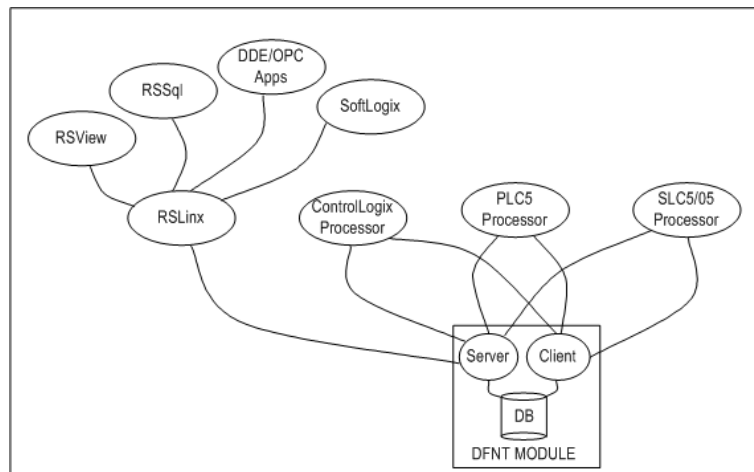 DDE/OPC
Apps
RSSql
SoftLogix
RSView
RSLinx
ControlLogix
Processor
PLC5
Processor
SLC5/05
Processor
Server
Client
DB
DFNT MODULE